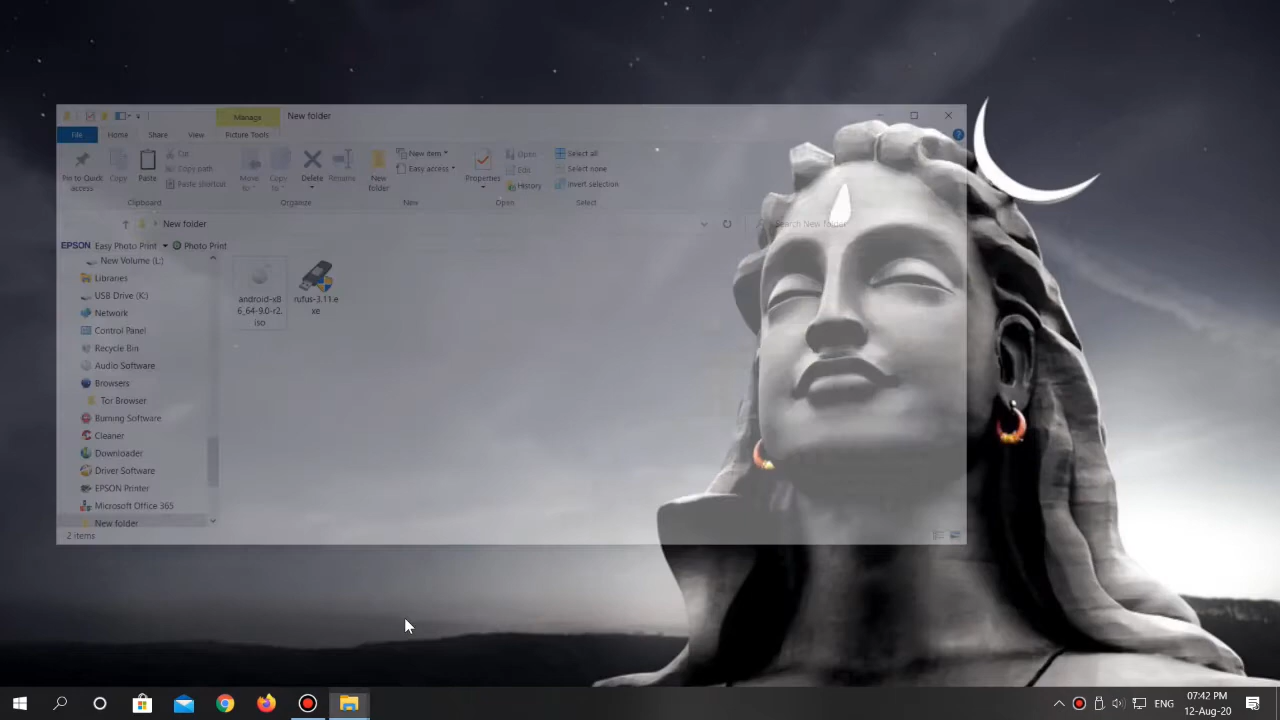 Manage
New folder
File
Home
Share
View
Picture Tools
Pin to Quick access
Copy
Paste
Cut
Copy path
Paste shortcut
Clipboard
Move to
Copy to
Delete
Rename
Organize
New folder
New item
Easy access
New
Properties
Open
Edit
History
Open
Select all
Select none
Invert selection
Select
New folder
Search New folder
EPSON Easy Photo Print
Photo Print
New Volume (L:)
Libraries
USB Drive (K:)
Network
Control Panel
Recycle Bin
Audio Software
Browsers
Tor Browser
Burning Software
Cleaner
Downloader
Driver Software
EPSON Printer
Microsoft Office 365
New folder
android-x8
6_64-9.0-r2.
iso
rufus-3.11.e
xe
2 items
ENG
07:42 PM
12-Aug-20